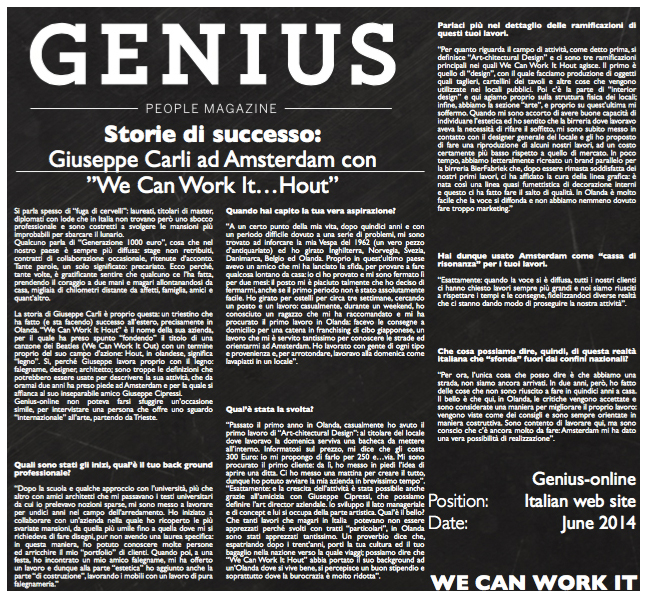 GENIUS
PEOPLE MAGAZINE
Storie di successo:
Giuseppe Carli ad Amsterdam con
”We Can Work It…Hout”
Si parla spesso di “fuga di cervelli”: laureati, titolari di master,
diplomati con lode che in Italia non trovano però uno sbocco
professionale e sono costretti a svolgere le mansioni più
improbabili per sbarcare il lunario.
Qualcuno parla di “Generazione 1000 euro”, cosa che nel
nostro paese è sempre più diffusa: stage non retribuiti,
contratti di collaborazione occasionali, ritenute d’acconto.
Tante parole, un solo significato: precariato. Ecco perché,
tante volte, è gratificante sentire che qualcuno ce l’ha fatta,
prendendo il coraggio a due mani e magari allontanandosi da
casa, migliaia di chilometri distante da affetti, famiglia, amici e
quant’altro.
La storia di Giuseppe Carli è proprio questa: un triestino che
ha fatto (e sta facendo) successo all’estero, precisamente in
Olanda. “We Can Work It Hout” è il nome della sua azienda,
per il quale ha preso spunto “fondendo” il titolo di una
canzone dei Beatles (We Can Work It Out) con un termine
proprio del suo campo d’azione: Hout, in olandese, significa
“legno”. Si, perché Giuseppe lavora proprio con il legno:
falegname, designer, architetto; sono troppe le definizioni che
potrebbero essere usate per descrivere la sua attività, che da
oramai due anni ha preso piede ad Amsterdam e per la quale si
affianca al suo inseparabile amico Giuseppe Cipressi.
Genius-online non poteva farsi sfuggire un’occasione
simile, per intervistare una persona che offre uno sguardo
“internazionale” all’arte, partendo da Trieste.
Quali sono stati gli inizi, qual’è il tuo back ground
professionale?
“Dopo la scuola e qualche approccio con l’università, più che
altro con amici architetti che mi passavano i testi universitari
da cui io prelevavo nozioni sparse, mi sono messo a lavorare
per undici anni nel campo dell’arredamento. Ho iniziato a
collaborare con un’azienda nella quale ho ricoperto le più
svariate mansioni, da quella più umile fino a quella dove mi si
richiedeva di fare disegni, pur non avendo una laurea specifica:
in questa maniera, ho potuto conoscere molte persone
ed arricchire il mio “portfolio” di clienti. Quando poi, a una
festa, ho incontrato un mio amico falegname, mi ha offerto
un lavoro e dunque alla parte “estetica” ho aggiunto anche la
parte “di costruzione”, lavorando i mobili con un lavoro di pura
falegnameria.”
Quando hai capito la tua vera aspirazione?
“A un certo punto della mia vita, dopo quindici anni e con
un periodo difficile dovuto a una serie di problemi, mi sono
trovato ad inforcare la mia Vespa del 1962 (un vero pezzo
d’antiquariato) ed ho girato Inghilterra, Norvegia, Svezia,
Danimarca, Belgio ed Olanda. Proprio in quest’ultimo paese
avevo un amico che mi ha lanciato la sfida, per provare a fare
qualcosa lontano da casa: io ci ho provato e mi sono fermato lì
per due mesi; il posto mi è piaciuto talmente che ho deciso di
fermarmi, anche se il primo periodo non è stato assolutamente
facile. Ho girato per ostelli per circa tre settimane, cercando
un posto e un lavoro: casualmente, durante un weekend, ho
conosciuto un ragazzo che mi ha raccomandato e mi ha
procurato il primo lavoro in Olanda: facevo le consegne a
domicilio per una catena in franchising di cibo giapponese, un
lavoro che mi è servito tantissimo per conoscere le strade ed
orientarmi ad Amsterdam. Ho lavorato con gente di ogni tipo
e provenienza e, per arrotondare, lavoravo alla domenica come
lavapiatti in un locale”.
Qual’è stata la svolta?
“Passato il primo anno in Olanda, casualmente ho avuto il
primo lavoro di “Art-chitectural Design”: al titolare del locale
dove lavoravo la domenica serviva una bacheca da mettere
all’interno. Informatosi sul prezzo, mi dice che gli costa
300 Euro: io mi propongo di farlo per 250 e…via. Mi sono
procurato il primo cliente: da lì, ho messo in piedi l’idea di
aprire una ditta. Ci ho messo una mattina per creare il tutto,
dunque ho potuto avviare la mia azienda in brevissimo tempo”.
“Esattamente: e la crescita dell’attività è stata possibile anche
grazie all’amicizia con Giuseppe Cipressi, che possiamo
definire l’art director aziendale. Io sviluppo il lato manageriale
e di concept e lui si occupa della parte artistica. Qual’è il bello?
Che tanti lavori che magari in Italia potevano non essere
apprezzati perché svolti con tratti “particolari”, in Olanda
sono stati apprezzati tantissimo. Un proverbio dice che,
espatriando dopo i trent’anni, porti la tua cultura ed il tuo
bagaglio nella nazione verso la quale viaggi; possiamo dire che
“We Can Work It Hout” abbia portato il suo background ad
un’Olanda dove si vive bene, si percepisce un buon stipendio e
soprattutto dove la burocrazia è molto ridotta”.
Parlaci più nel dettaglio delle ramificazioni di
questi tuoi lavori.
“Per quanto riguarda il campo di attività, come detto prima, si
definisce “Art-chitectural Design” e ci sono tre ramificazioni
principali nei quali We Can Work It Hout agisce. Il primo è
quello di “design”, con il quale facciamo produzione di oggetti
quali taglieri, cartellini dei tavoli e altre cose che vengono
utilizzate nei locali pubblici. Poi c’è la parte di “interior
design” e qui agiamo proprio sulla struttura fisica dei locali;
infine, abbiamo la sezione “arte”, e proprio su quest’ultima mi
soffermo. Quando mi sono accorto di avere buone capacità di
individuare l’estetica ed ho sentito che la birreria dove lavoravo
aveva la necessità di rifare il soffitto, mi sono subito messo in
contatto con il designer generale del locale e gli ho proposto
di fare una riproduzione di alcuni nostri lavori, ad un costo
certamente più basso rispetto a quello di mercato. In poco
tempo, abbiamo letteralmente ricreato un brand parallelo per
la birreria BierFabriek che, dopo essere rimasta soddisfatta dei
nostri primi lavori, ci ha affidato la cura della linea grafica: è
nata così una linea quasi fumettistica di decorazione interni
e questo ci ha fatto fare il salto di qualità. In Olanda è molto
facile che la voce si diffonda e non abbiamo nemmeno dovuto
fare troppo marketing.”
Hai dunque usato Amsterdam come “cassa di
risonanza” per i tuoi lavori.
“Esattamente: quando la voce si è diffusa, tutti i nostri clienti
di hanno chiesto lavori sempre più grandi e noi siamo riusciti
a rispettare i tempi e le consegne, fidelizzandoci diverse realtà
che ci stanno dando modo di proseguire la nostra attività”.
Che cosa possiamo dire, quindi, di questa realtà
italiana che “sfonda” fuori dai confini nazionali?
“Per ora, l’unica cosa che posso dire è che abbiamo una
strada, non siamo ancora arrivati. In due anni, però, ho fatto
delle cose che non sono riuscito a fare in quindici anni a casa.
Il bello è che qui, in Olanda, le critiche vengono accettate e
sono considerate una maniera per migliorare il proprio lavoro:
vengono viste come dei consigli e sono sempre orientate in
maniera costruttiva. Sono contento di lavorare qui, ma sono
conscio che c’è ancora molto da fare: Amsterdam mi ha dato
una vera possibilità di realizzazione”.
Genius-online
Position: Italian web site
Date: June 2014
WE CAN WORK IT